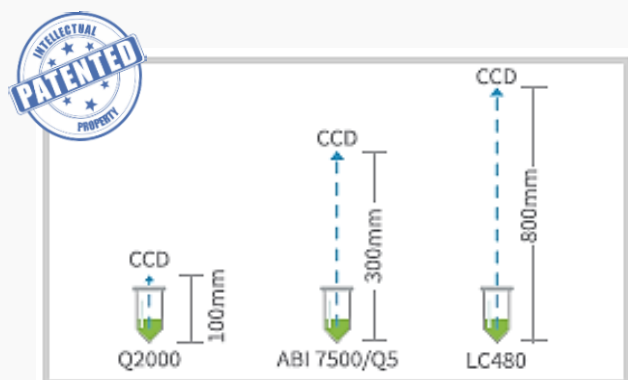 INTELLECTUAL
PATENTED
PROPERTY
CCD
800mm
CCD
300mm
CCD
100mm
Q2000
ABI 7500/Q5
LC480